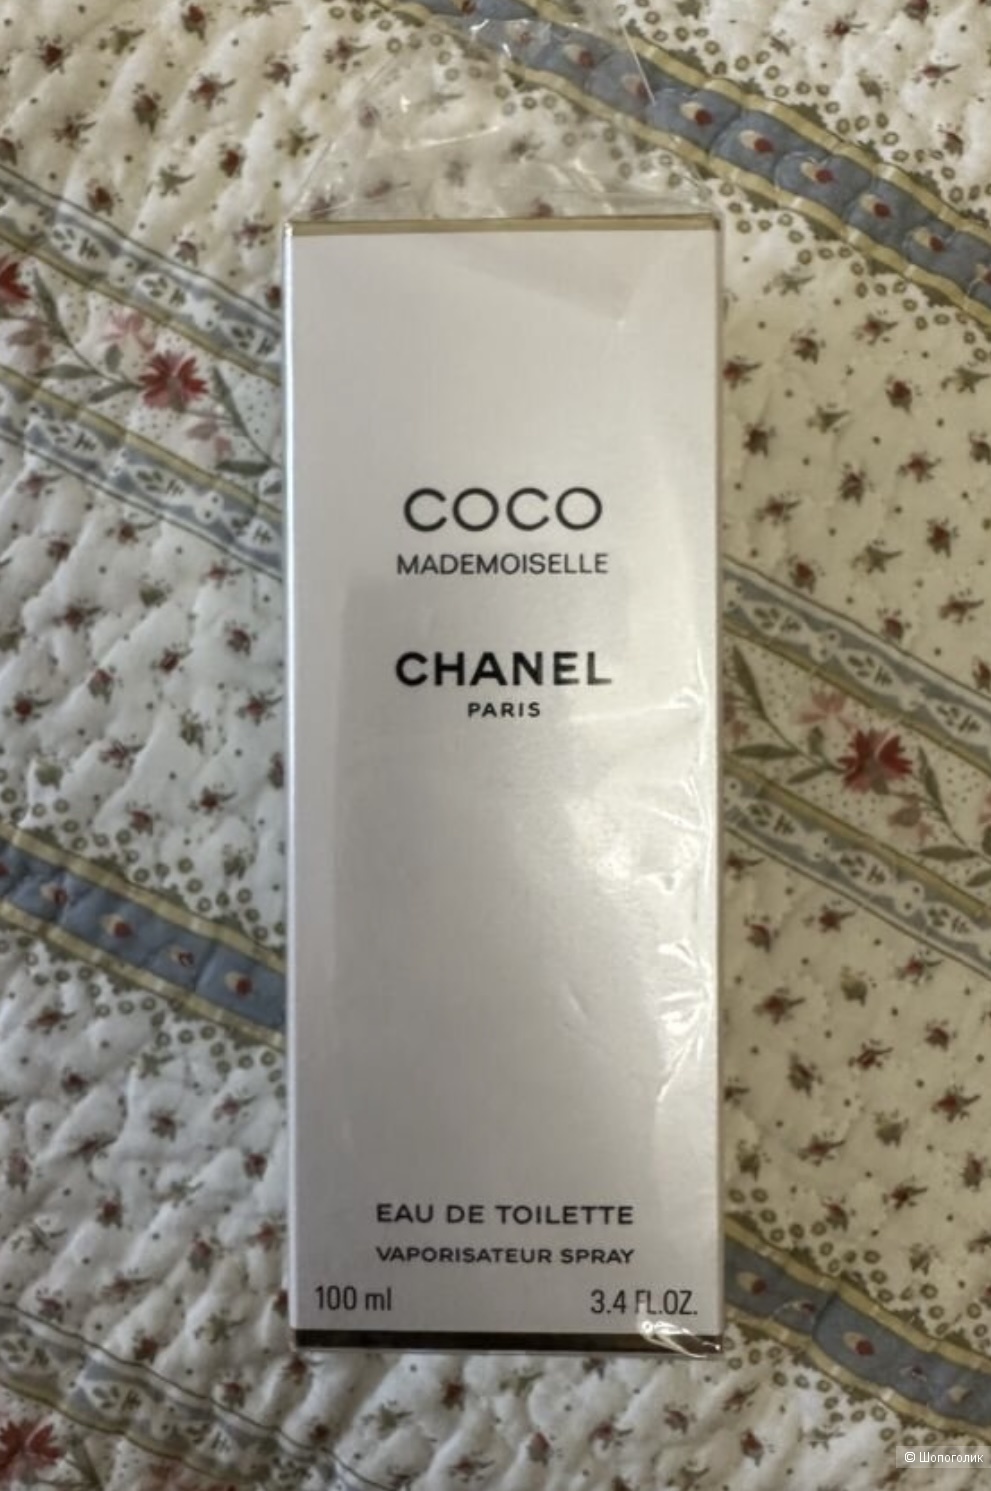 COCO
MADEMOISELLE
CHANEL
PARIS
EAU DE TOILETTE
VAPORISATEUR SPRAY
100 ml 3.4 FL.OZ.
© Шопоголик